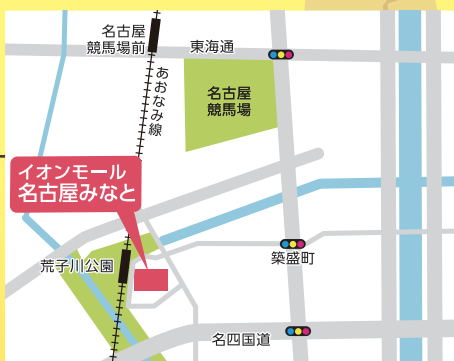 名古屋
競馬場前
東海通
あおなみ線
名古屋
競馬場
イオンモール
名古屋みなと
荒子川公園
築盛町
名四国道